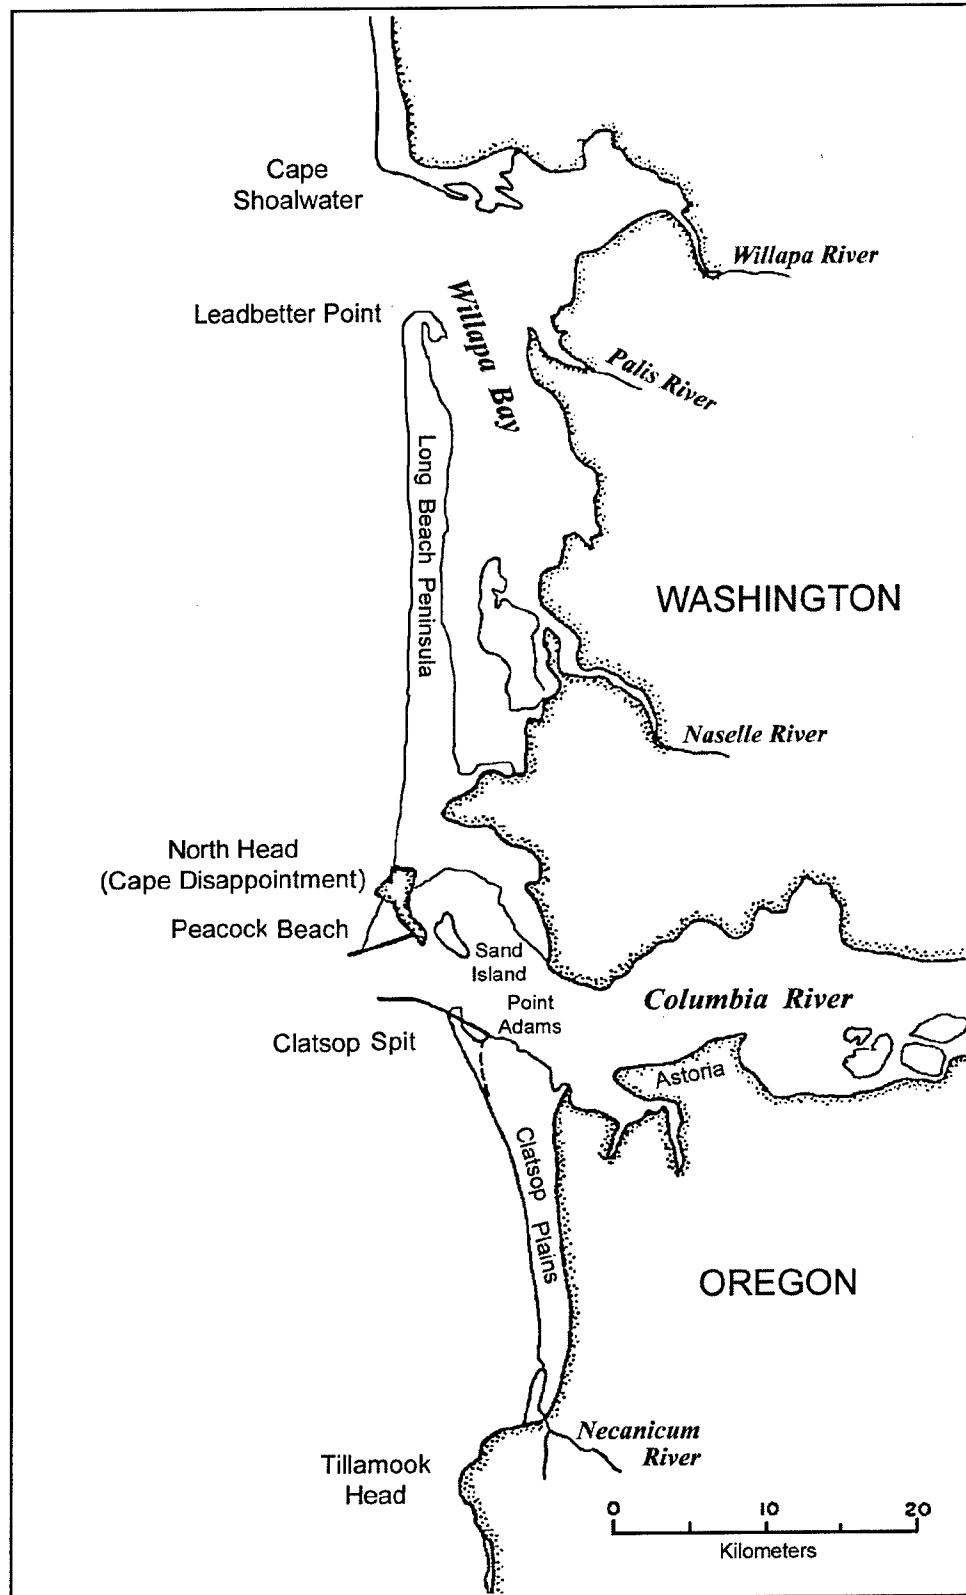 Cape
Shoalwater
Willapa River
Leadbetter Point
Willapa Bay
Palis River
Long Beach Peninsula
WASHINGTON
Naselle River
North Head
(Cape Disappointment)
Peacock Beach
Sand
Island
Columbia River
Point
Adams
Clatsop Spit
Astoria
Clatsop Plains
OREGON
Necanicum
River
Tillamook
Head
0 10 20
Kilometers